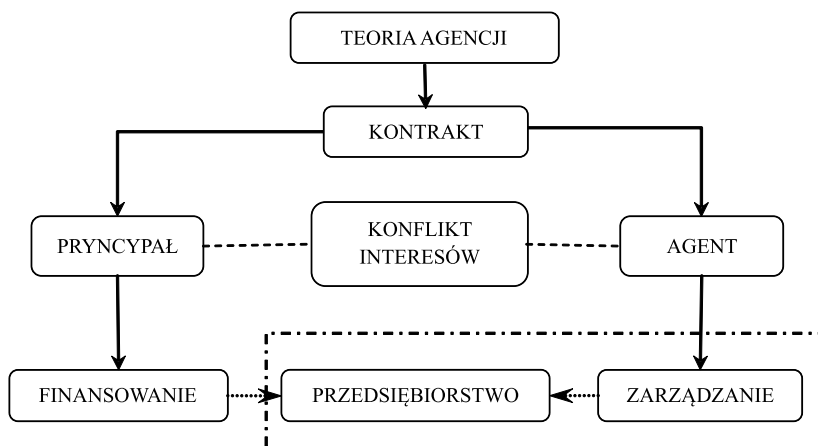 TEORIA AGENCJI
KONTRAKT
PRYNCYPAŁ
KONFLIKT
INTERESÓW
AGENT
FINANSOWANIE
PRZEDSIĘBIORSTWO
ZARZĄDZANIE